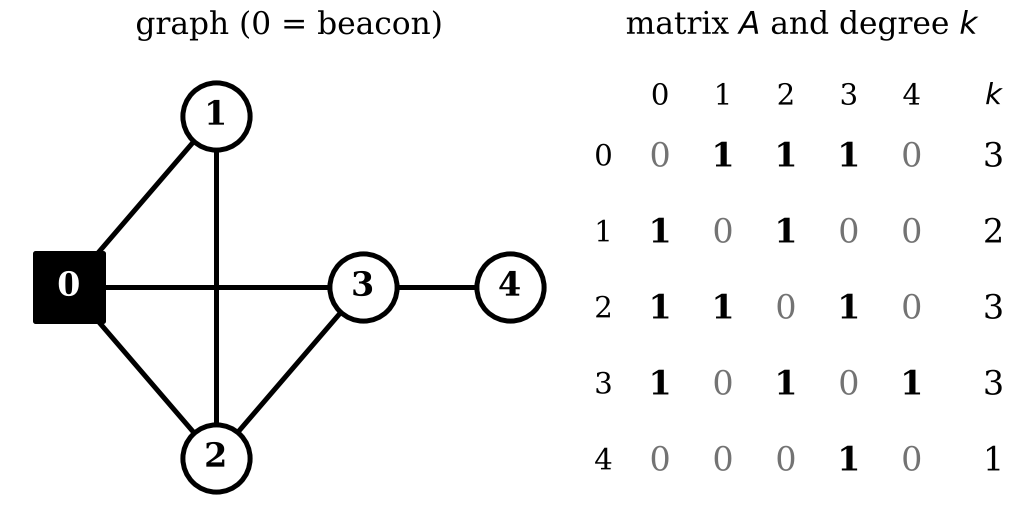 graph (0 = beacon)
1
0
3
4
2
matrix A and degree k
0 1 2 3 4 k
0 0 1 1 1 0 3
1 1 0 1 0 0 2
2 1 1 0 1 0 3
3 1 0 1 0 1 3
4 0 0 0 1 0 1